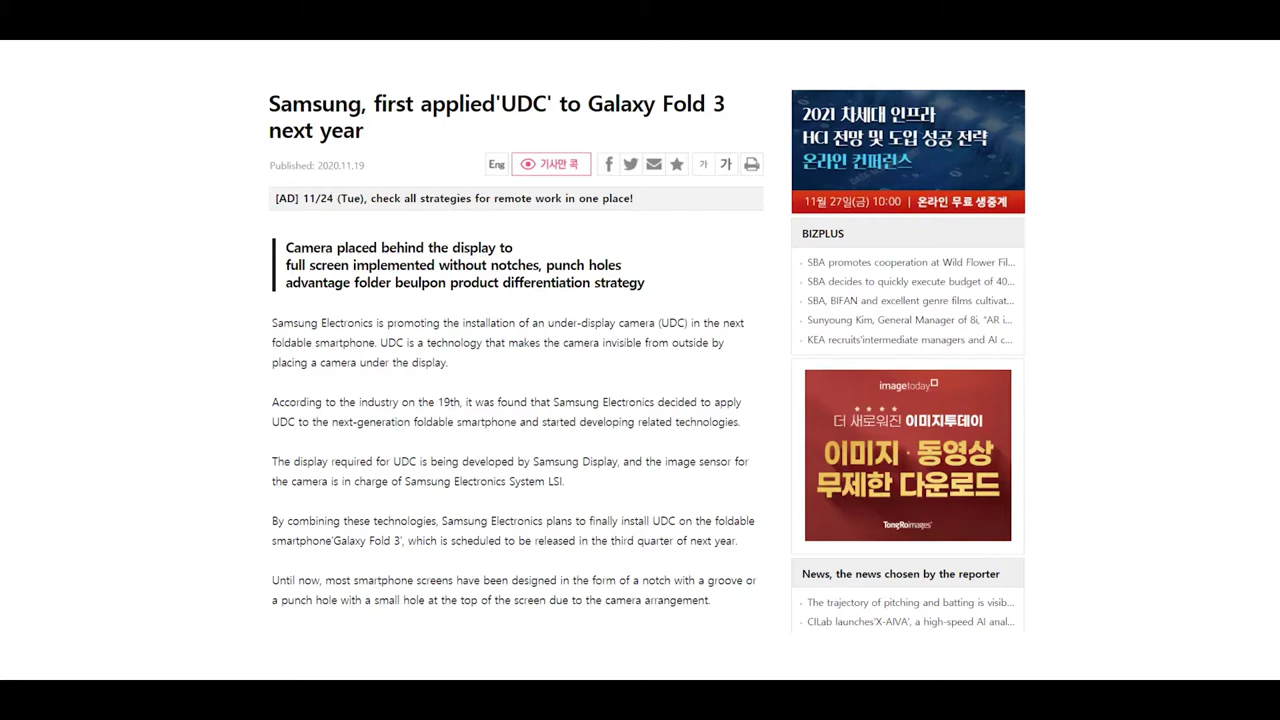 Samsung, first applied'UDC' to Galaxy Fold 3
next year
Published: 2020.11.19
Eng
기사만 콕
가
가
[AD] 11/24 (Tue), check all strategies for remote work in one place!
Camera placed behind the display to
full screen implemented without notches, punch holes
advantage folder beulpon product differentiation strategy
Samsung Electronics is promoting the installation of an under-display camera (UDC) in the next
foldable smartphone. UDC is a technology that makes the camera invisible from outside by
placing a camera under the display.
According to the industry on the 19th, it was found that Samsung Electronics decided to apply
UDC to the next-generation foldable smartphone and started developing related technologies.
The display required for UDC is being developed by Samsung Display, and the image sensor for
the camera is in charge of Samsung Electronics System LSI.
By combining these technologies, Samsung Electronics plans to finally install UDC on the foldable
smartphone'Galaxy Fold 3', which is scheduled to be released in the third quarter of next year.
Until now, most smartphone screens have been designed in the form of a notch with a groove or
a punch hole with a small hole at the top of the screen due to the camera arrangement.
2021 차세대 인프라
HCI 전망 및 도입 성공 전략
온라인 컨퍼런스
11월 27일(금) 10:00 | 온라인 무료 생중계
BIZPLUS
SBA promotes cooperation at Wild Flower Fil...
SBA decides to quickly execute budget of 40...
SBA, BIFAN and excellent genre films cultivat...
Sunyoung Kim, General Manager of 8i, "AR i...
KEA recruits'intermediate managers and AI c...
imagetoday
더 새로워진 이미지투데이
이미지·동영상
무제한 다운로드
TongRoimages
News, the news chosen by the reporter
The trajectory of pitching and batting is visib...
CILab launches'X-AIVA', a high-speed AI anal...